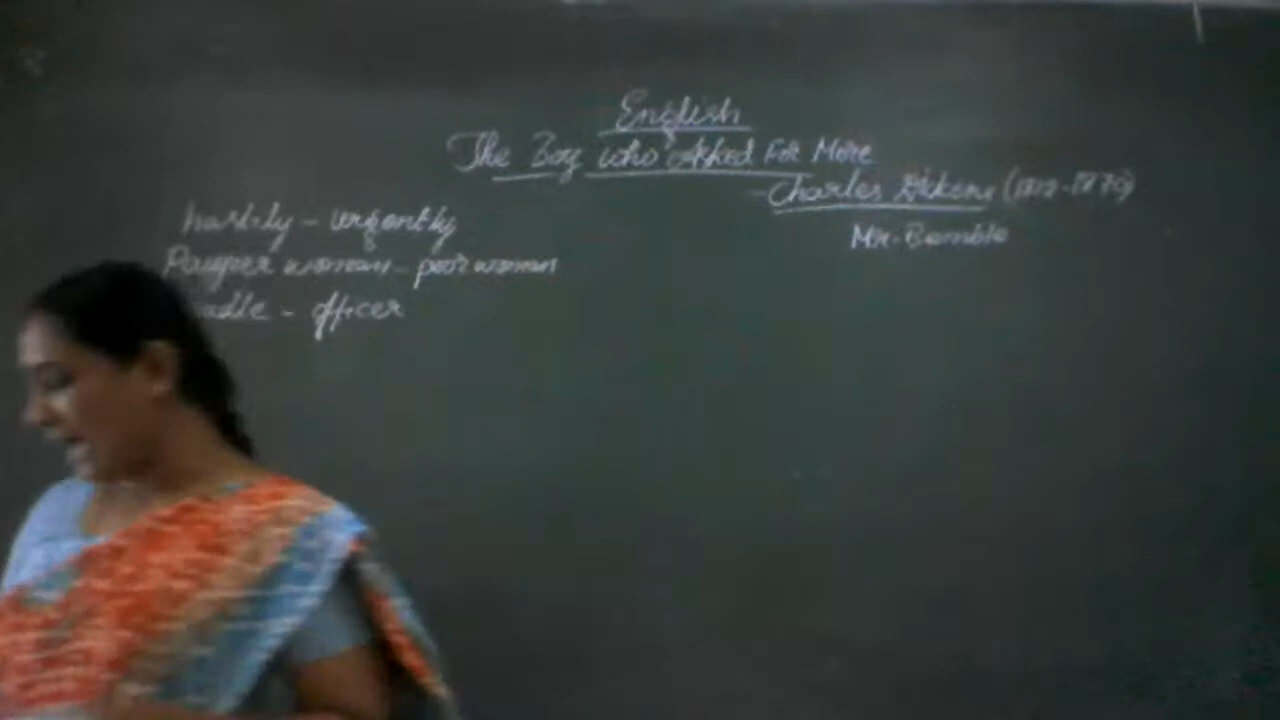 English
The Boy who Asked For More
Charles Dickens (1812-1870)
Mr. Bumble
hastily - urgently
Pauper woman - poor woman
adle - officer